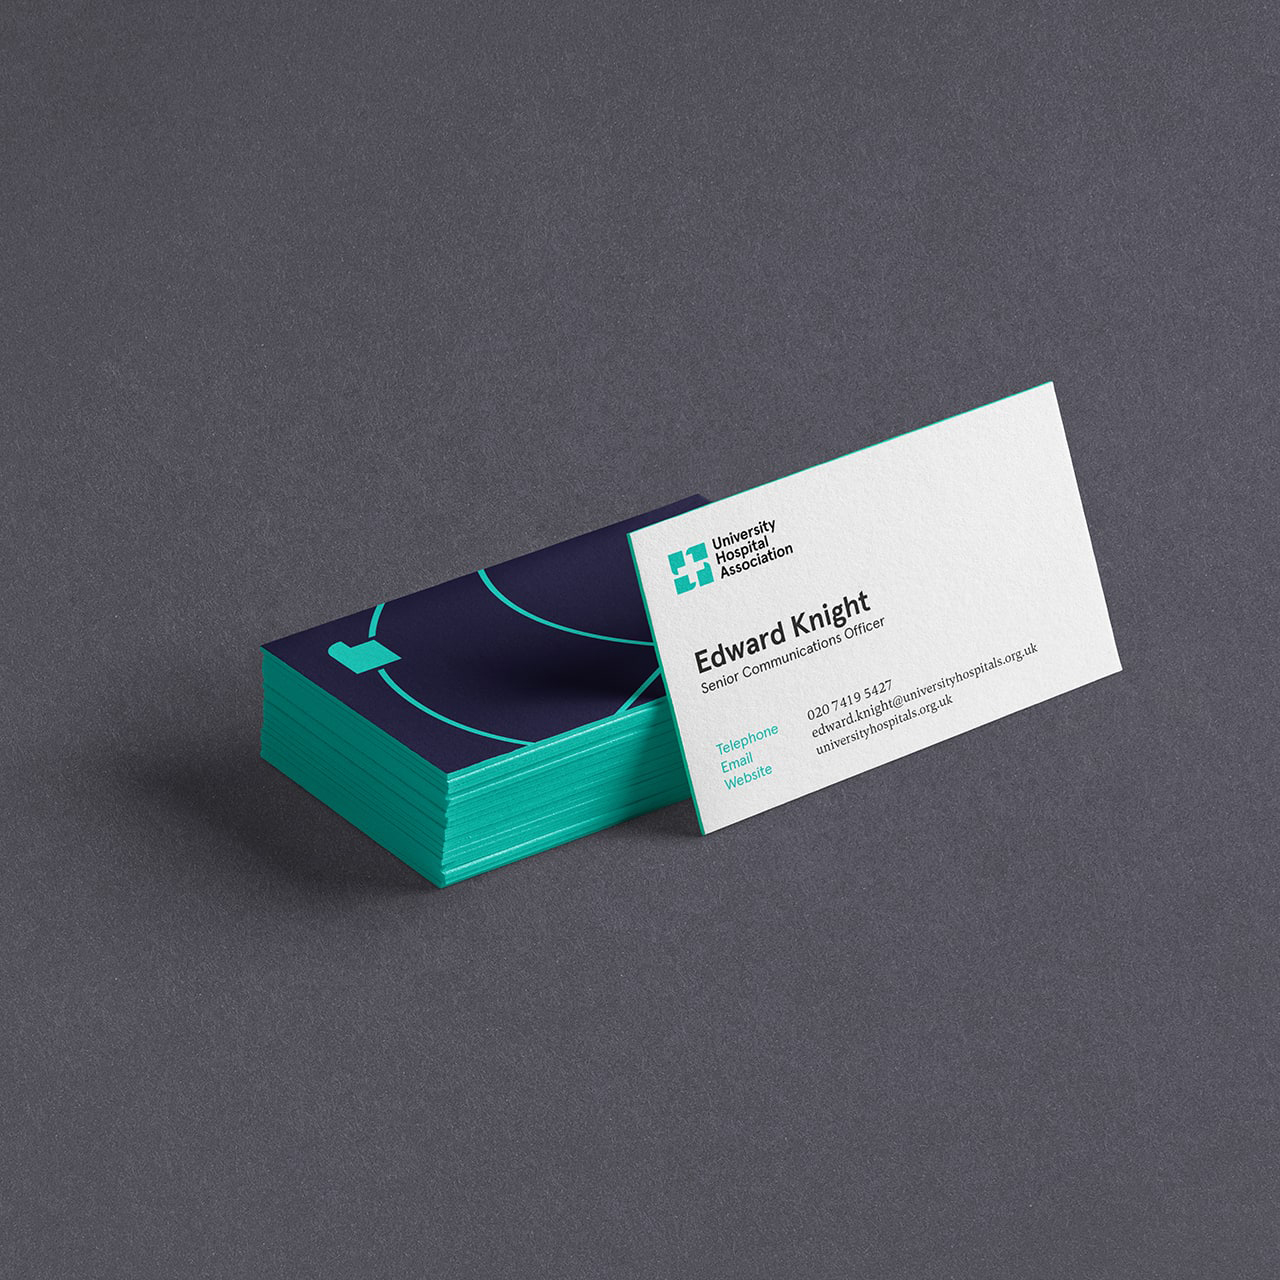 University
Hospital
Association
Edward Knight
Senior Communications Officer
Telephone 020 7419 5427
Email edward.knight@universityhospitals.org.uk
Website universityhospitals.org.uk